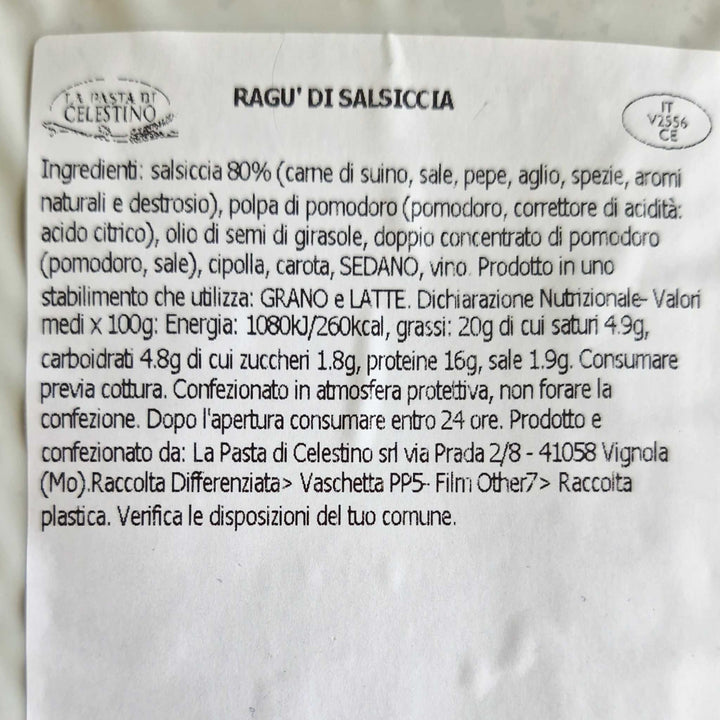 LA PASTA DI
CELESTINO
RAGU' DI SALSICCIA
IT
V2556
CE
Ingredienti: salsiccia 80% (carne di suino, sale, pepe, aglio, spezie, aromi
naturali e destrosio), polpa di pomodoro (pomodoro, correttore di acidità:
acido citrico), olio di semi di girasole, doppio concentrato di pomodoro
(pomodoro, sale), cipolla, carota, SEDANO, vino. Prodotto in uno
stabilimento che utilizza: GRANO e LATTE. Dichiarazione Nutrizionale- Valori
medi x 100g: Energia: 1080kJ/260kcal, grassi: 20g di cui saturi 4.9g,
carboidrati 4.8g di cui zuccheri 1.8g, proteine 16g, sale 1.9g. Consumare
previa cottura. Confezionato in atmosfera protettiva, non forare la
confezione. Dopo l'apertura consumare entro 24 ore. Prodotto e
confezionato da: La Pasta di Celestino srl via Prada 2/8 - 41058 Vignola
(Mo).Raccolta Differenziata> Vaschetta PP5- Film Other7> Raccolta
plastica. Verifica le disposizioni del tuo comune.